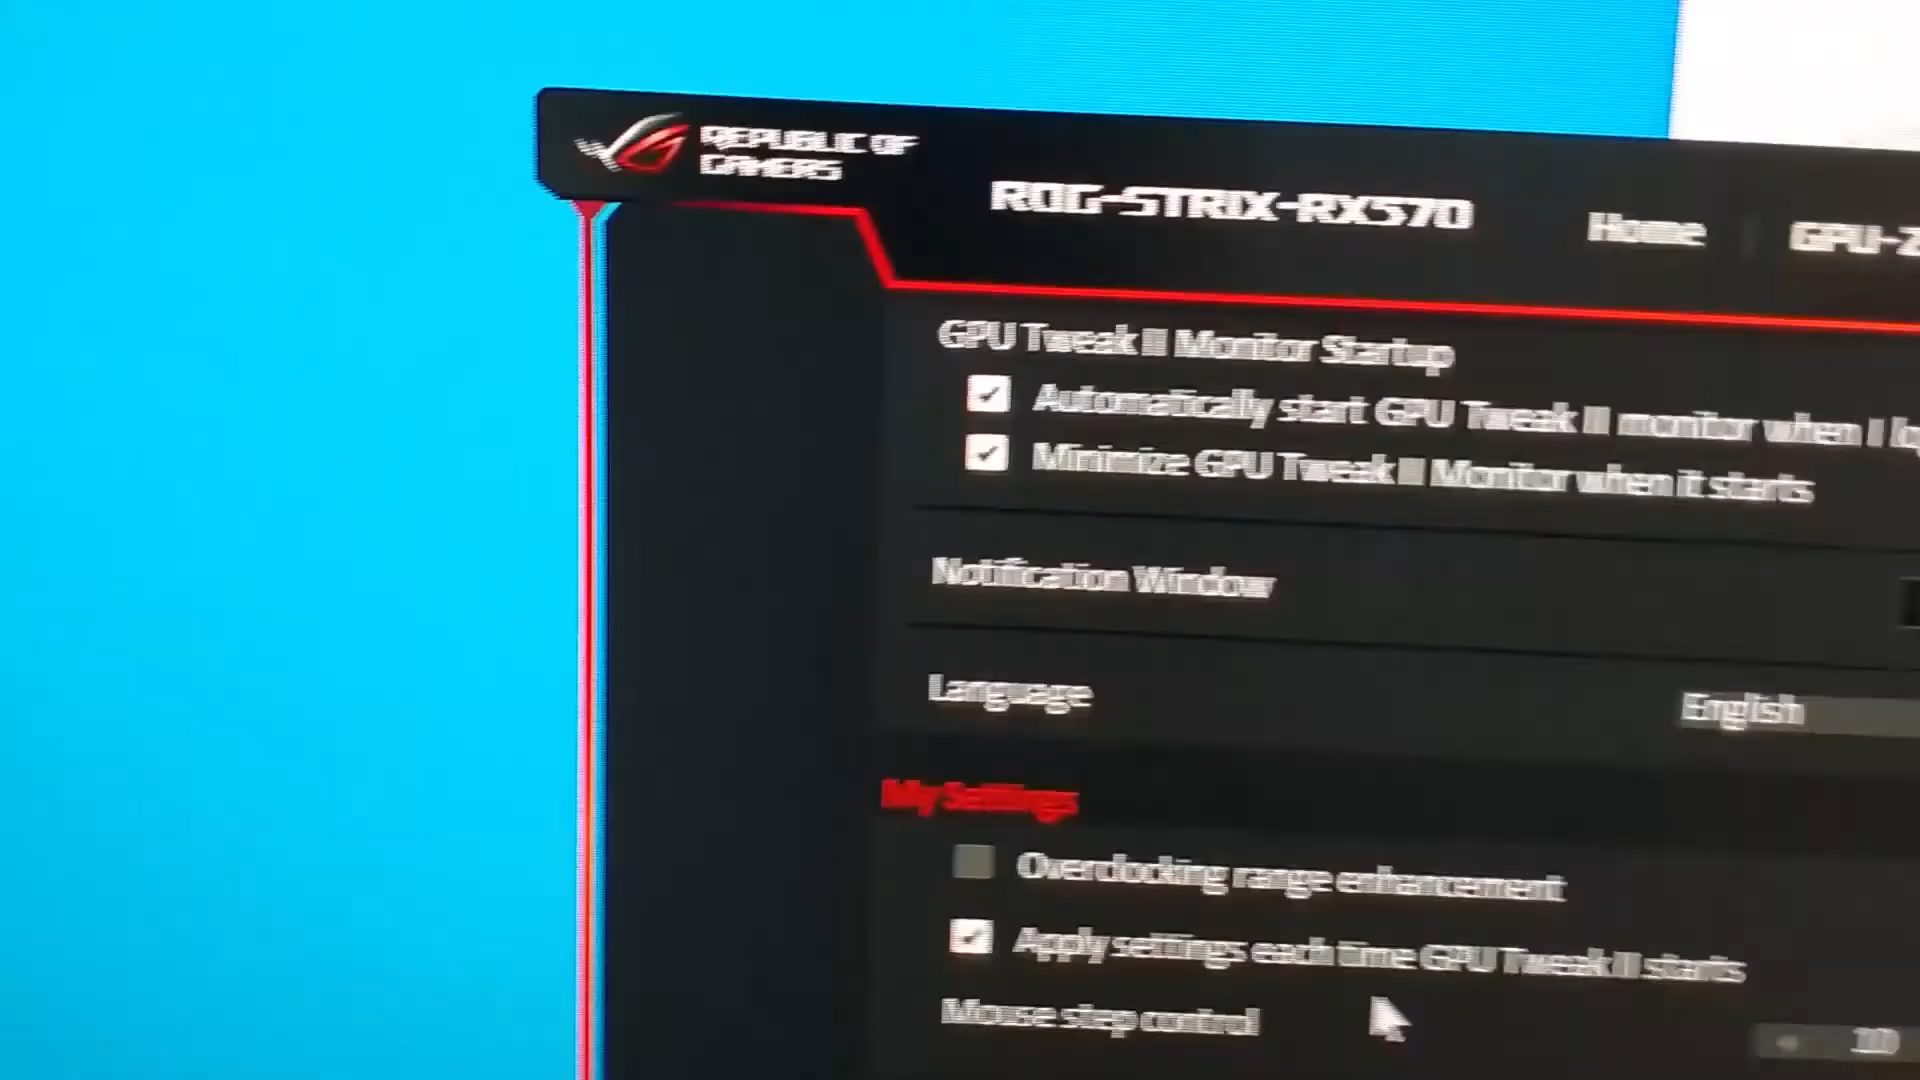 REPUBLIC OF
GAMERS
ROG-STRIX-RX570
Home
GPU-Z
GPU Tweak II Monitor Startup
Automatically start GPU Tweak II monitor when I
Minimize GPU Tweak II Monitor when it starts
Notification Window
Language
English
My Settings
Overclocking range enhancement
Apply settings each time GPU Tweak II starts
Mouse step control
10